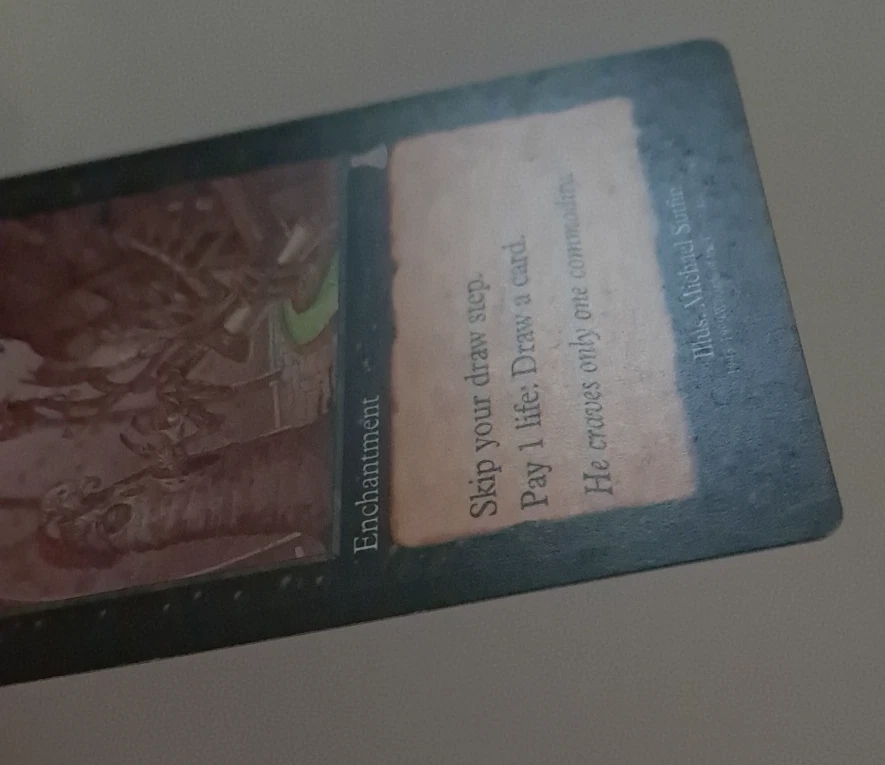 Enchantment
Skip your draw step.
Pay 1 life: Draw a card.
He craves only one commodity.
Illus. Michael Sutfin